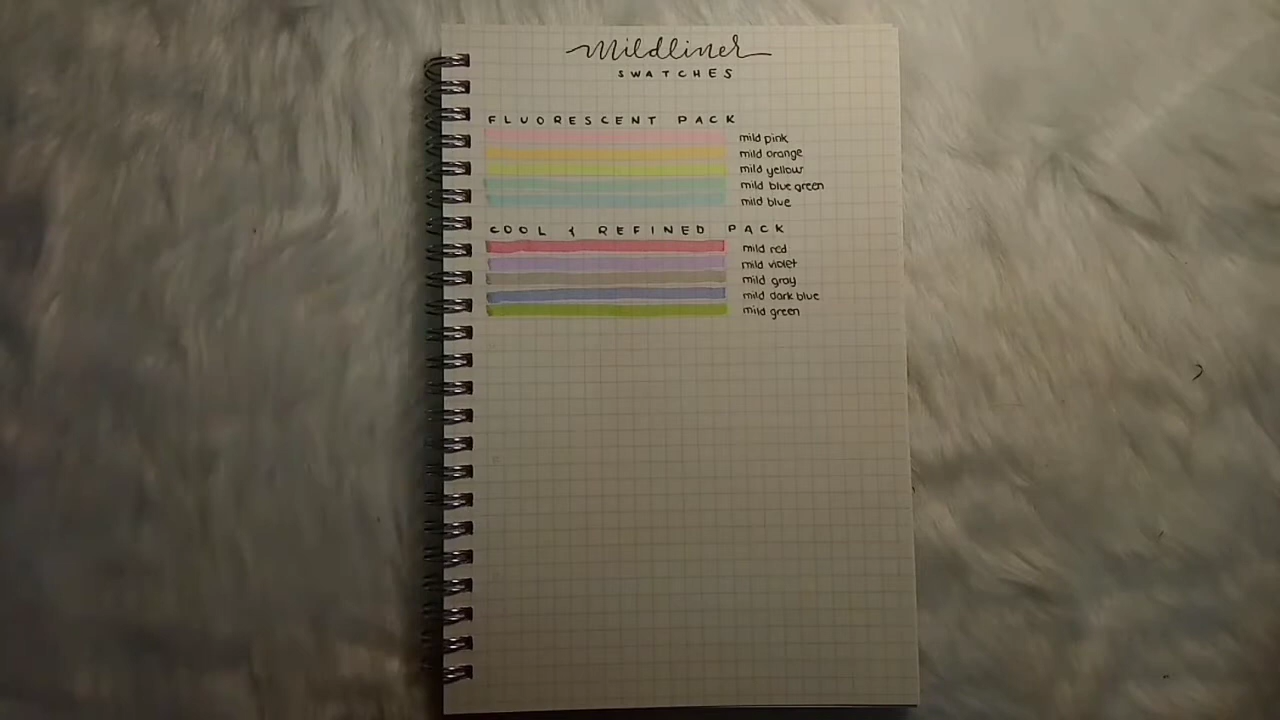 Mildliner
SWATCHES
FLUORESCENT PACK
mild pink
mild orange
mild yellow
mild blue green
mild blue
COOL & REFINED PACK
mild red
mild violet
mild gray
mild dark blue
mild green